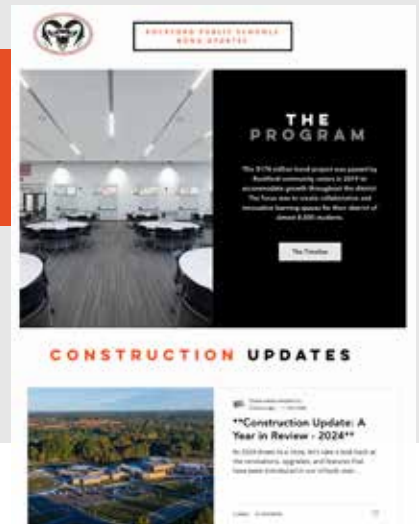 ROCKFORD PUBLIC SCHOOLS
BOND UPDATES
THE
PROGRAM
This $178 million bond project was passed by
Rockford community voters in 2019 to
accommodate growth throughout the district.
The focus was to create collaborative and
innovative learning spaces for their district of
almost 8,000 students.
The Timeline
CONSTRUCTION UPDATES
**Construction Update: A
Year in Review - 2024**
As 2024 draws to a close, let's take a look back at
the renovations, upgrades, and features that
have been introduced in our schools over